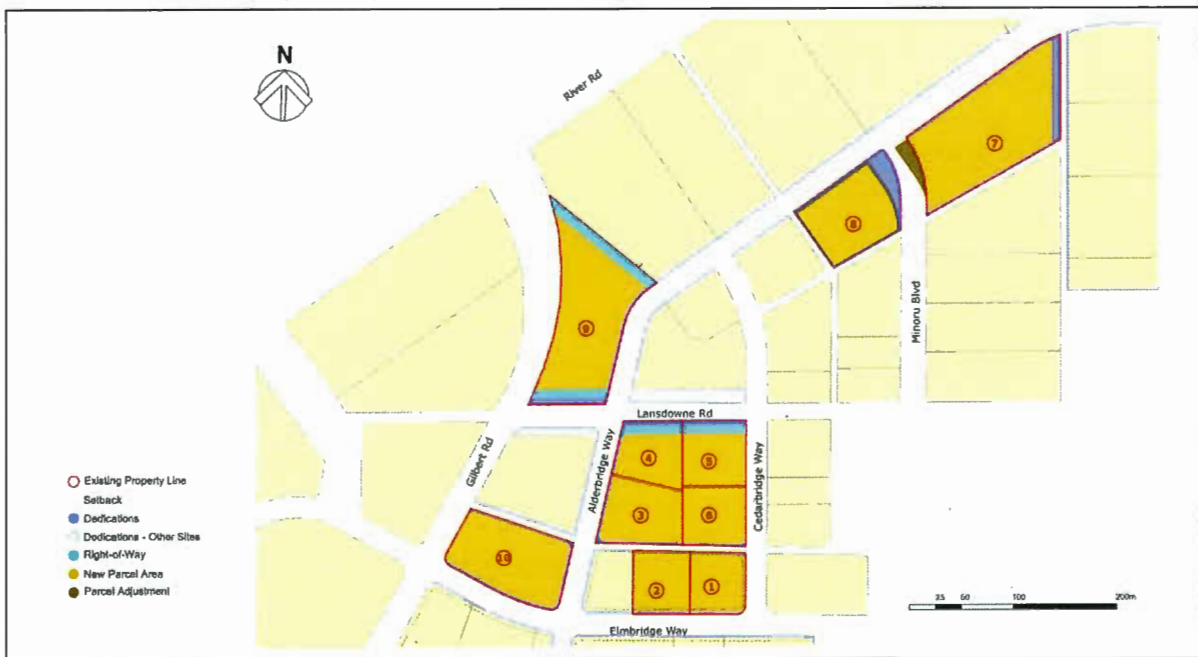 N
River Rd
7
8
Minoru Blvd
9
Lansdowne Rd
Gilbert Rd
Alderbridge Way
Cedarbridge Way
4
5
3
6
10
2
1
Elmbridge Way
Existing Property Line
Setback
Dedications
Dedications - Other Sites
Right-of-Way
New Parcel Area
Parcel Adjustment
25 50 100 200m